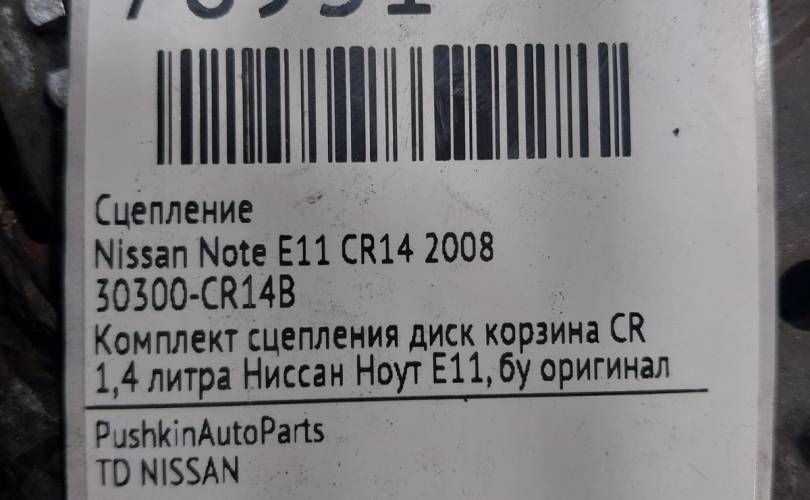 Сцепление
Nissan Note E11 CR14 2008
30300-CR14B
Комплект сцепления диск корзина CR
1,4 литра Ниссан Ноут Е11, бу оригинал
PushkinAutoParts
TD NISSAN